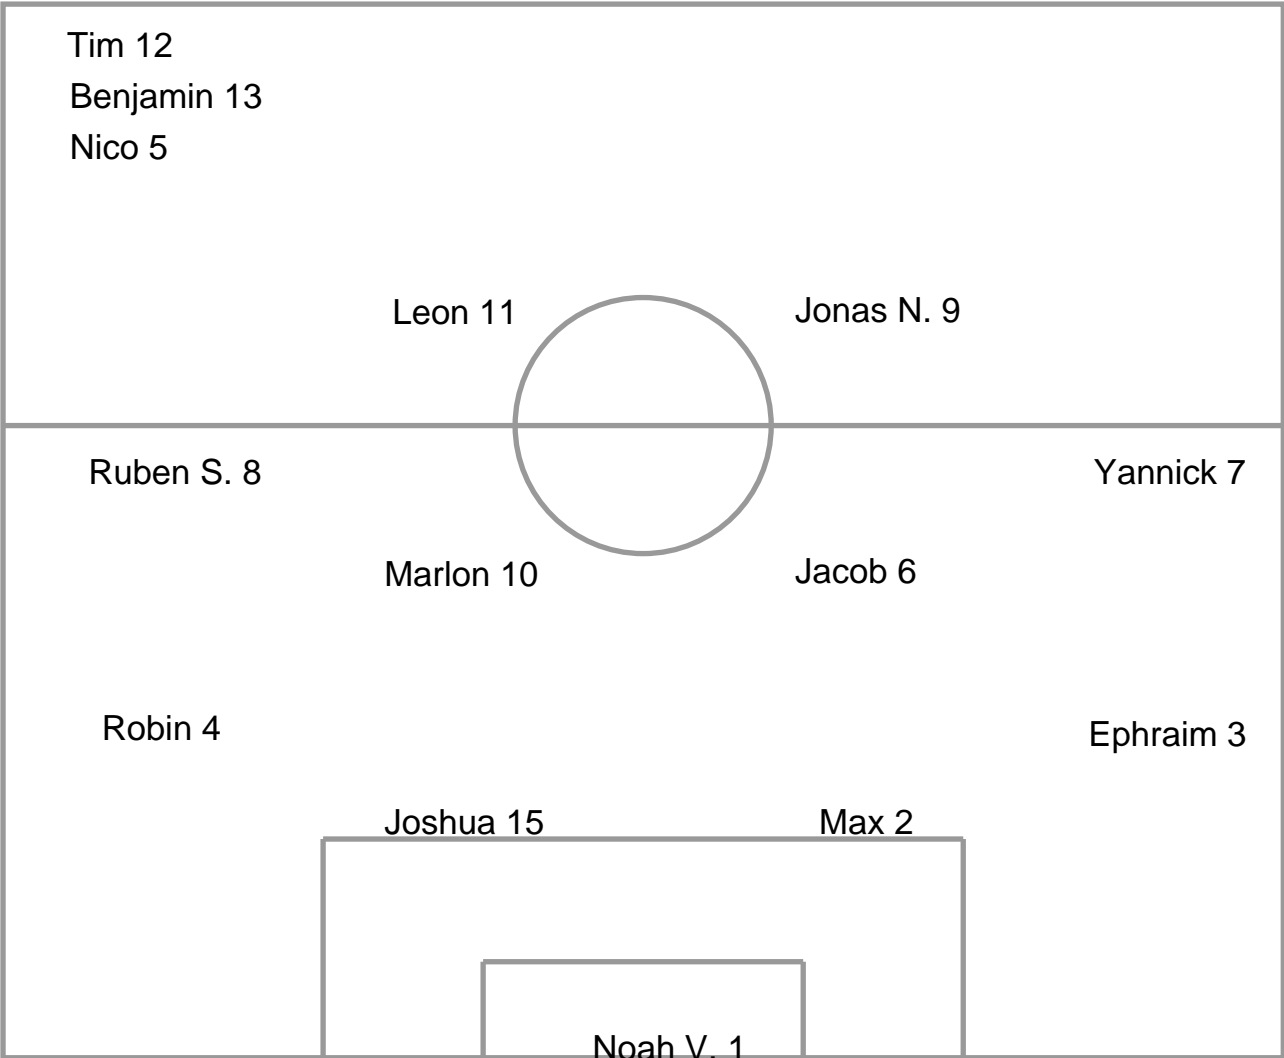 Tim 12
Benjamin 13
Nico 5
Leon 11
Jonas N. 9
Ruben S. 8
Yannick 7
Marlon 10
Jacob 6
Robin 4
Ephraim 3
Joshua 15
Max 2
Noah V. 1